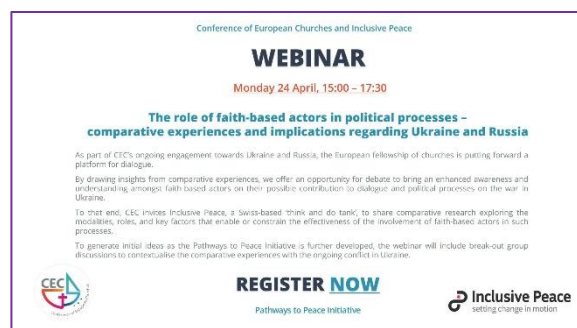 Conference of European Churches and Inclusive Peace
WEBINAR
Monday 24 April, 15:00 – 17:30
The role of faith-based actors in political processes –
comparative experiences and implications regarding Ukraine and Russia
As part of CEC's ongoing engagement towards Ukraine and Russia, the European fellowship of churches is putting forward a
platform for dialogue.
By drawing insights from comparative experiences, we offer an opportunity for debate to bring an enhanced awareness and
understanding amongst faith-based actors on their possible contribution to dialogue and political processes on the war in
Ukraine.
To that end, CEC invites Inclusive Peace, a Swiss-based 'think and do tank', to share comparative research exploring the
modalities, roles, and key factors that enable or constrain the effectiveness of the involvement of faith-based actors in such
processes.
To generate initial ideas as the Pathways to Peace Initiative is further developed, the webinar will include break-out group
discussions to contextualise the comparative experiences with the ongoing conflict in Ukraine.
CEC
REGISTER NOW
Pathways to Peace Initiative
Inclusive Peace
setting change in motion